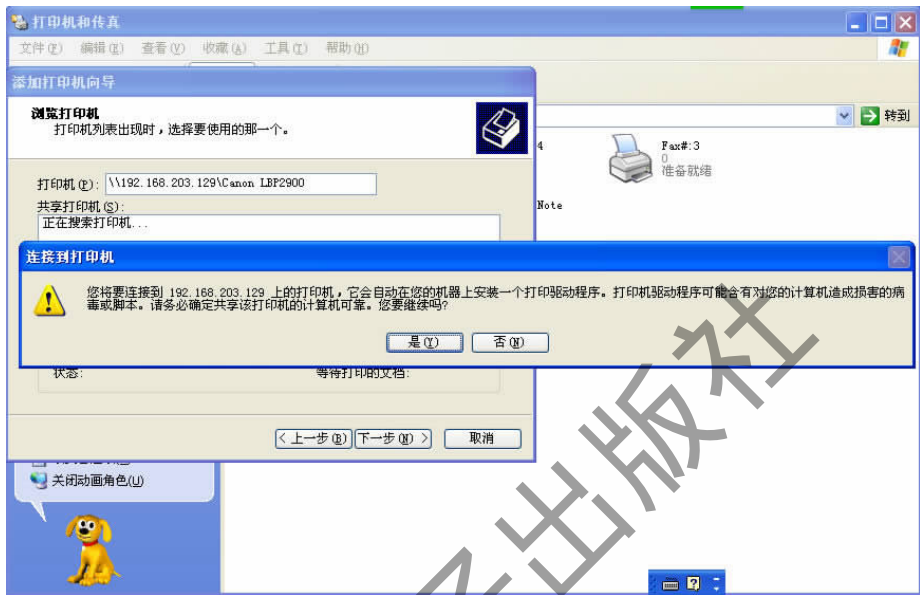 打印机和传真
文件(F) 编辑(E) 查看(V) 收藏(A) 工具(T) 帮助(H)
添加打印机向导
转到
浏览打印机
打印机列表出现时，选择要使用的那一个。
4
Fax#:3
0
准备就绪
打印机(P): \\192.168.203.129\Canon LBP2900
共享打印机(S):
Note
正在搜索打印机...
连接到打印机
您将要连接到 192.168.203.129 上的打印机，它会自动在您的机器上安装一个打印驱动程序。打印机驱动程序可能含有对您的计算机造成损害的病
毒或脚本。请务必确定共享该打印机的计算机可靠。您要继续吗?
是(Y) 否(N)
状态: 等待打印的文档:
< 上一步(B) 下一步(N) > 取消
关闭动画角色(U)
子出版社